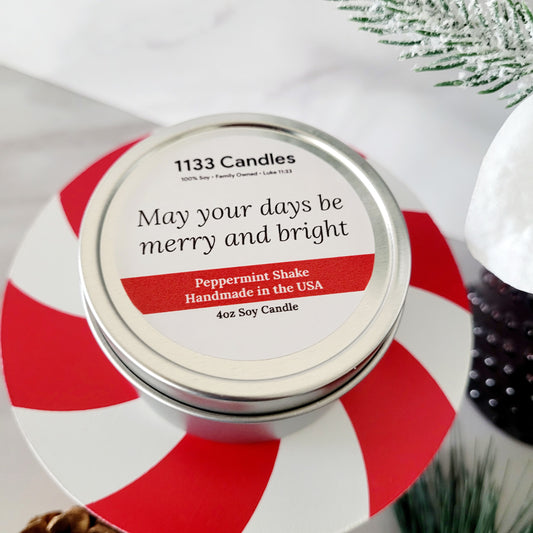 1133 Candles
100% Soy - Family Owned - Luke 11:33
May your days be
merry and bright
Peppermint Shake
Handmade in the USA
4oz Soy Candle